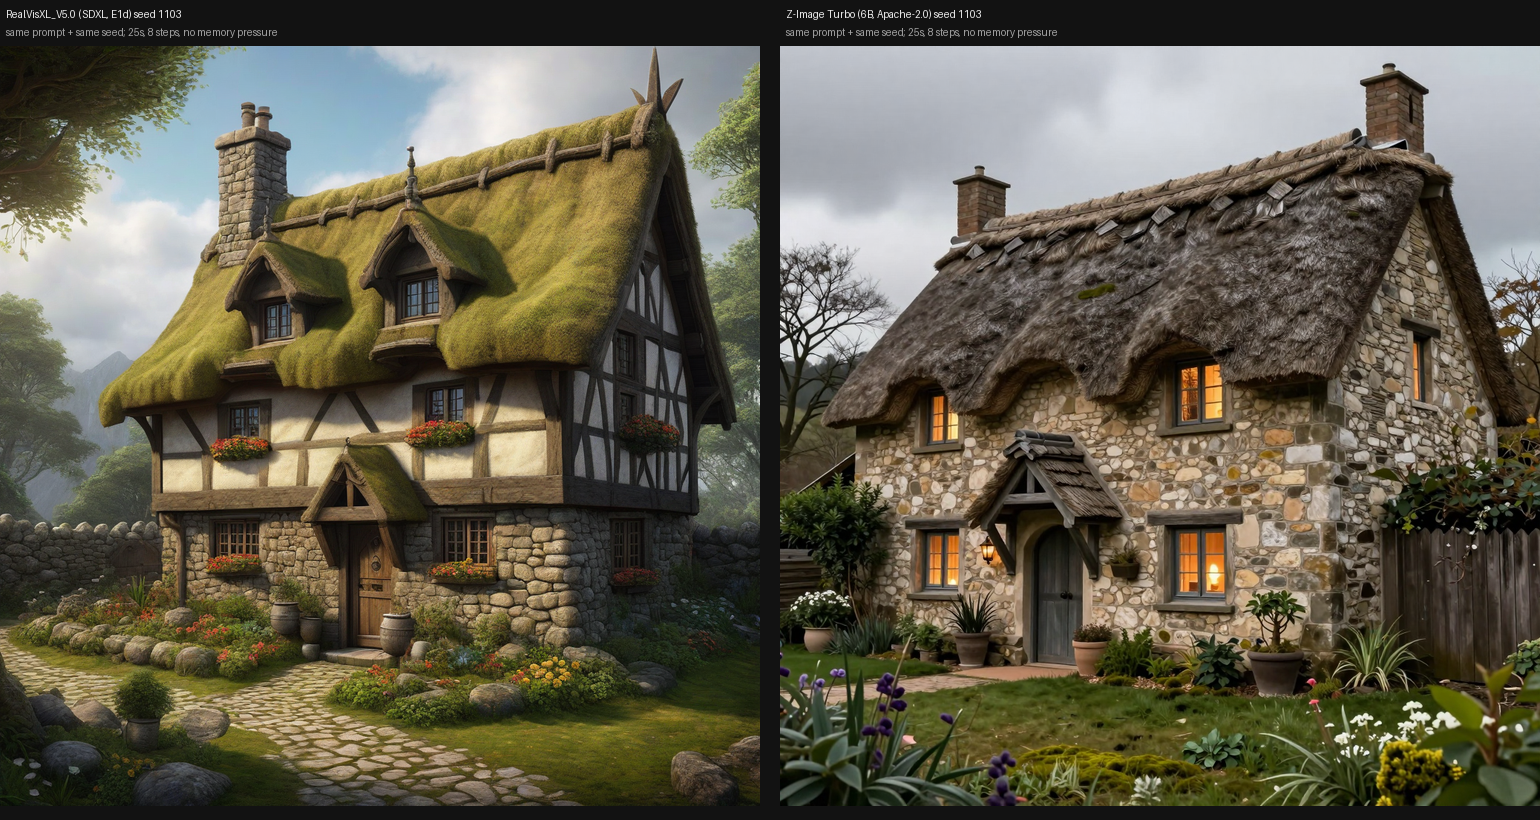 RealVisXL_V5.0 (SDXL, E1d) seed 1103
same prompt + same seed; 25s, 8 steps, no memory pressure
Z-Image Turbo (6B, Apache-2.0) seed 1103
same prompt + same seed; 25s, 8 steps, no memory pressure